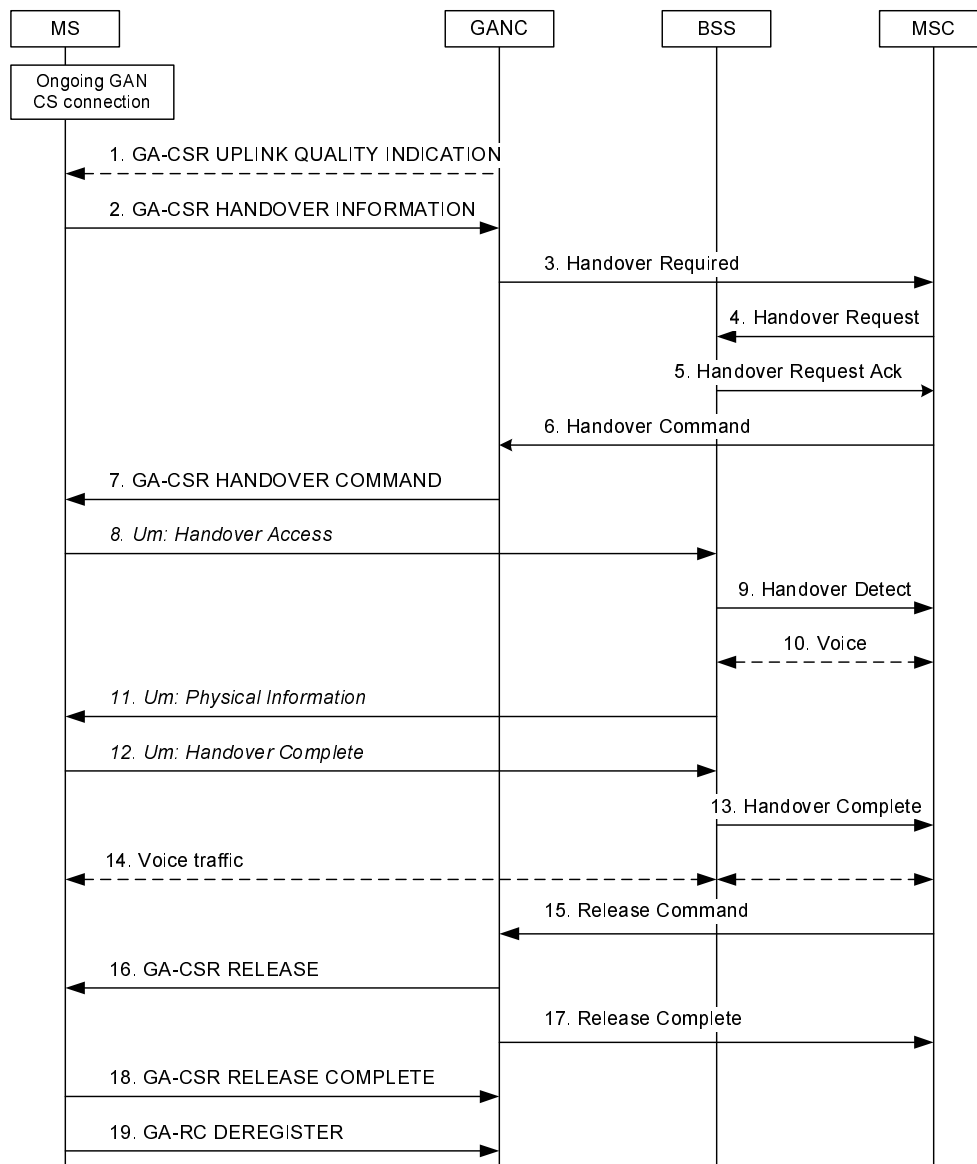 MS
GANC
BSS
MSC
Ongoing GAN
CS connection
1. GA-CSR UPLINK QUALITY INDICATION
2. GA-CSR HANDOVER INFORMATION
3. Handover Required
4. Handover Request
5. Handover Request Ack
6. Handover Command
7. GA-CSR HANDOVER COMMAND
8. Um: Handover Access
9. Handover Detect
10. Voice
11. Um: Physical Information
12. Um: Handover Complete
13. Handover Complete
14. Voice traffic
15. Release Command
16. GA-CSR RELEASE
17. Release Complete
18. GA-CSR RELEASE COMPLETE
19. GA-RC DEREGISTER